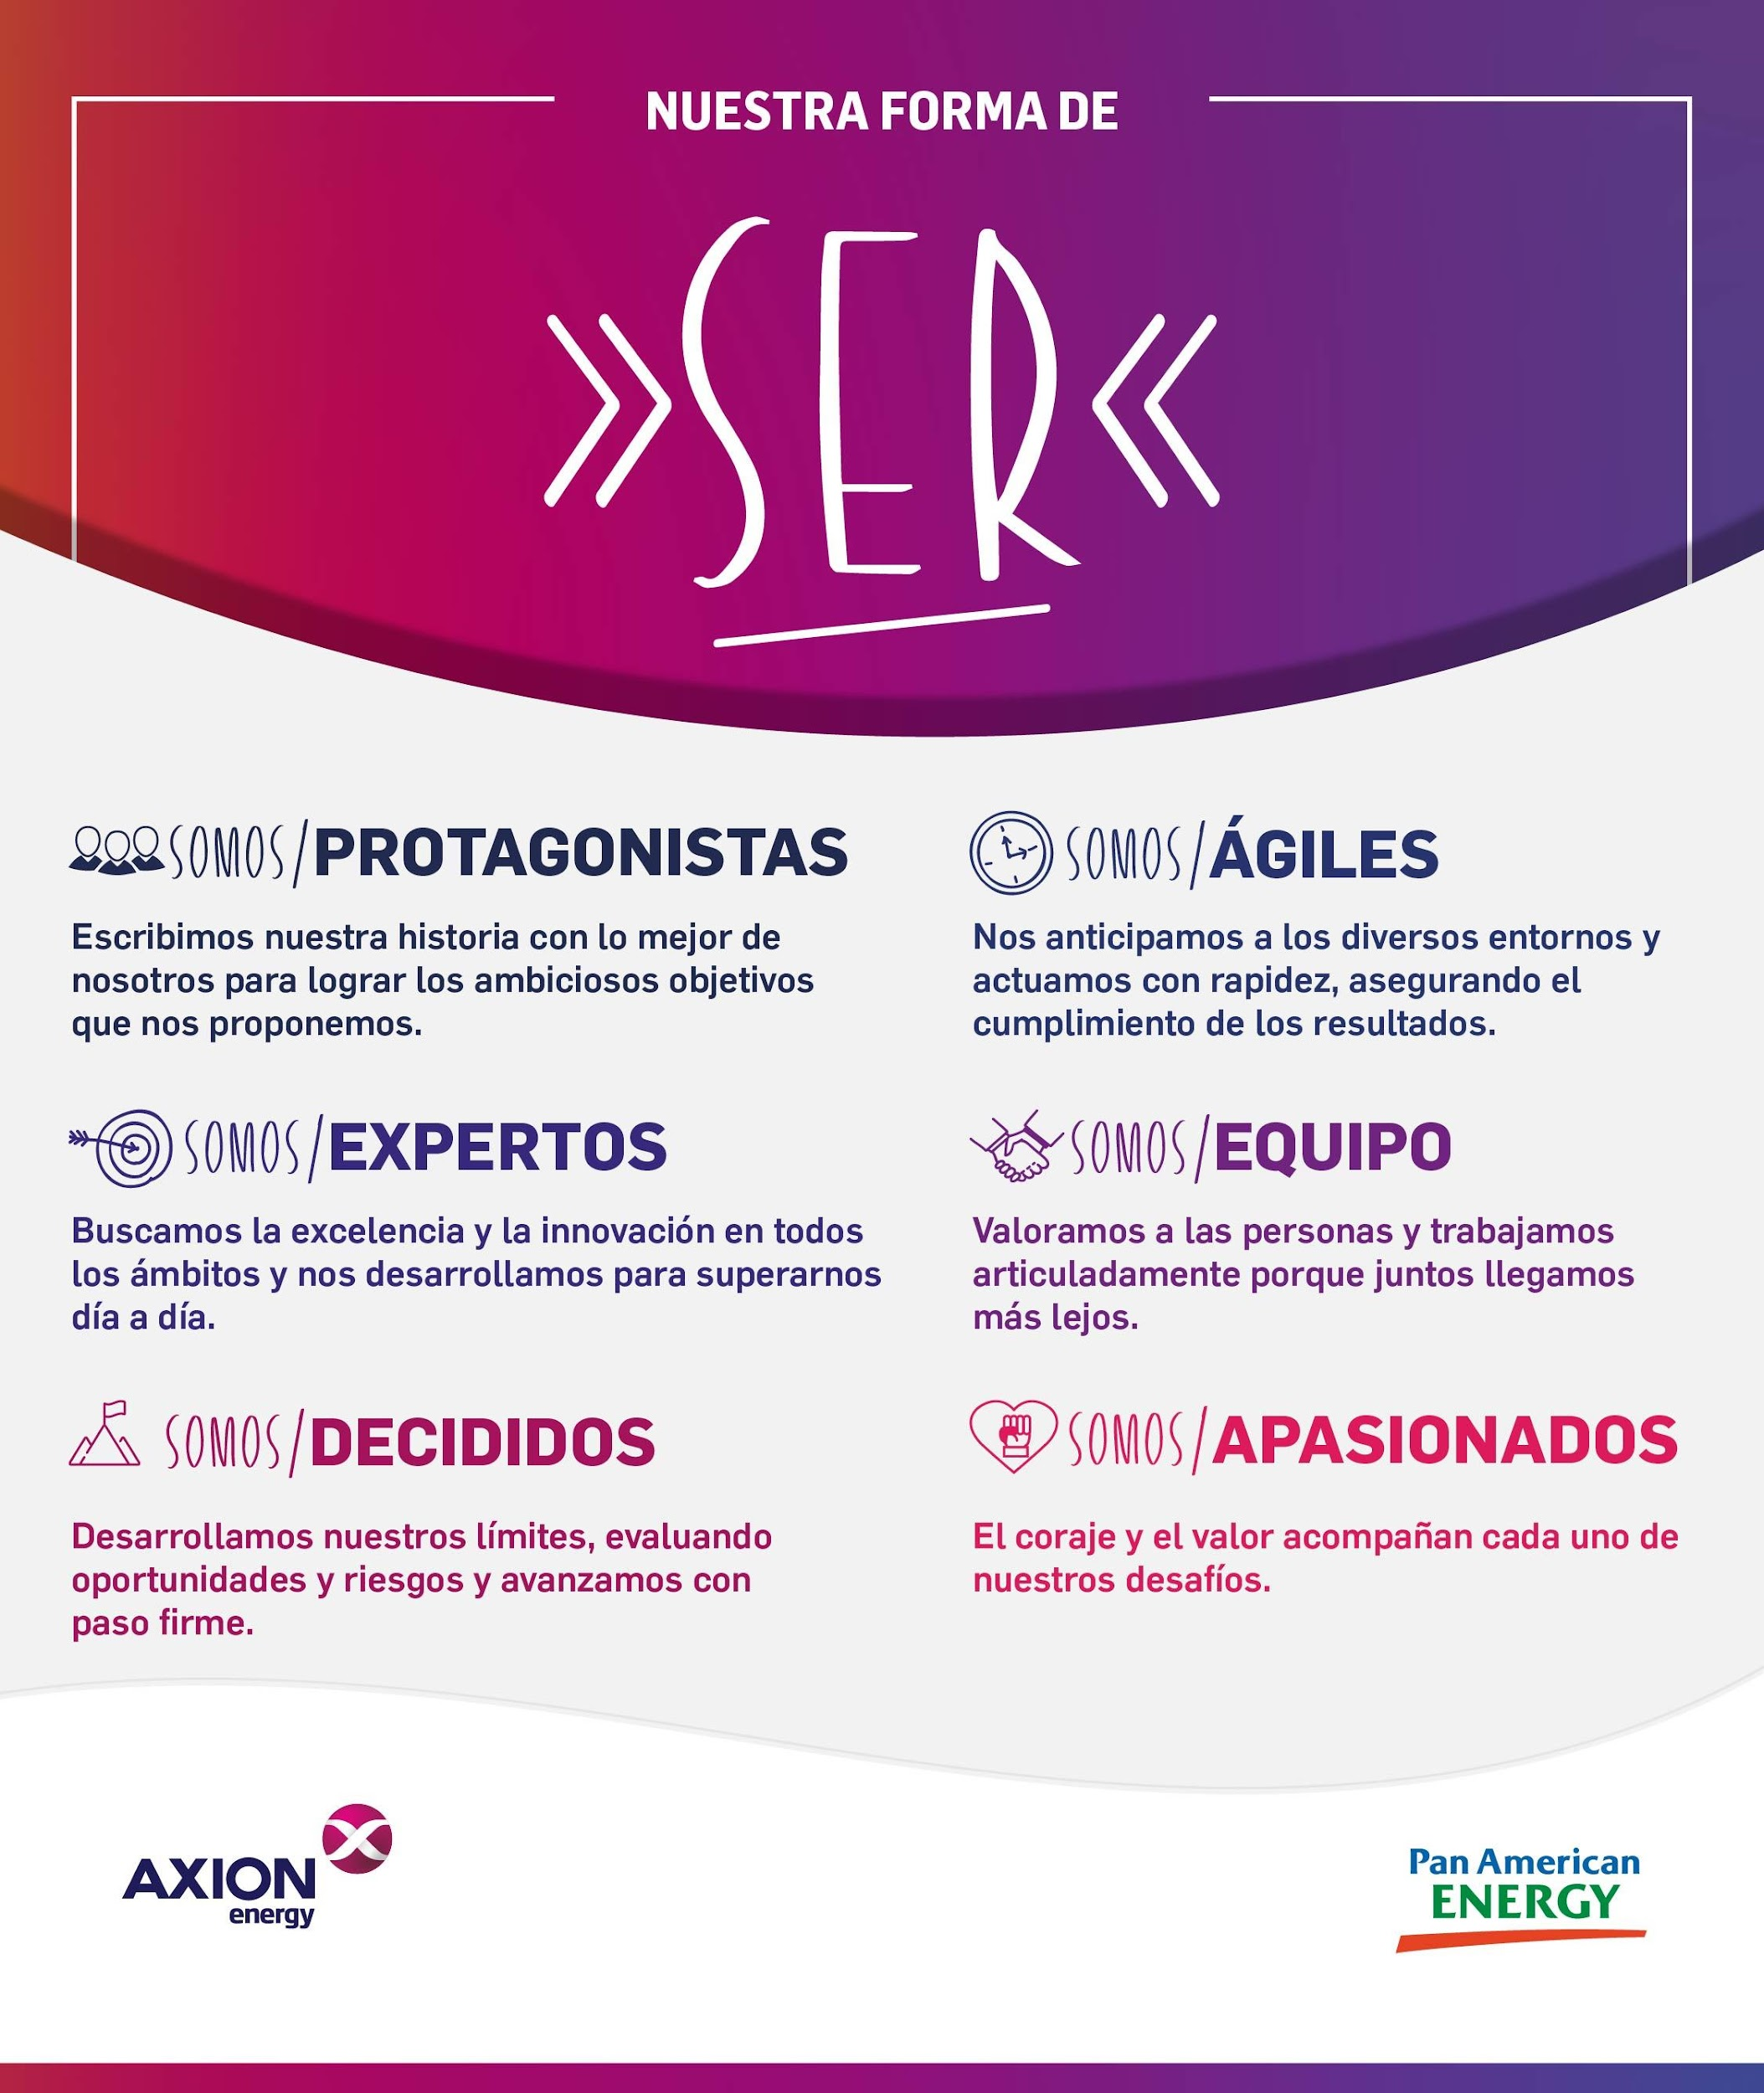 NUESTRA FORMA DE
»SER«
SOMOS/PROTAGONISTAS
Escribimos nuestra historia con lo mejor de
nosotros para lograr los ambiciosos objetivos
que nos proponemos.
SOMOS/ÁGILES
Nos anticipamos a los diversos entornos y
actuamos con rapidez, asegurando el
cumplimiento de los resultados.
SOMOS/EXPERTOS
Buscamos la excelencia y la innovación en todos
los ámbitos y nos desarrollamos para superarnos
día a día.
SOMOS/EQUIPO
Valoramos a las personas y trabajamos
articuladamente porque juntos llegamos
más lejos.
SOMOS/DECIDIDOS
Desarrollamos nuestros límites, evaluando
oportunidades y riesgos y avanzamos con
paso firme.
SOMOS/APASIONADOS
El coraje y el valor acompañan cada uno de
nuestros desafíos.
AXION
energy
Pan American
ENERGY